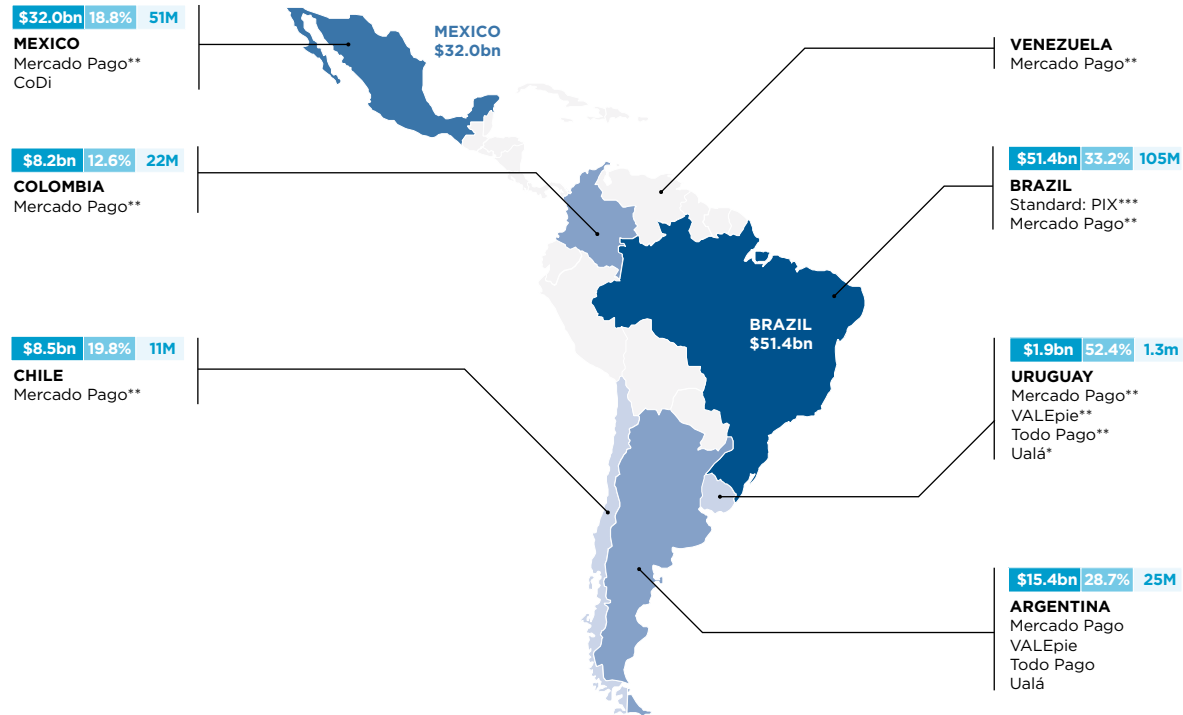 $32.0bn 18.8% 51M
MEXICO
Mercado Pago**
CoDi
MEXICO
$32.0bn
VENEZUELA
Mercado Pago**
$8.2bn 12.6% 22M
COLOMBIA
Mercado Pago**
$51.4bn 33.2% 105M
BRAZIL
Standard: PIX***
Mercado Pago**
BRAZIL
$51.4bn
$8.5bn 19.8% 11M
CHILE
Mercado Pago**
$1.9bn 52.4% 1.3m
URUGUAY
Mercado Pago**
VALEpie**
Todo Pago**
Ualá*
$15.4bn 28.7% 25M
ARGENTINA
Mercado Pago
VALEpie
Todo Pago
Ualá